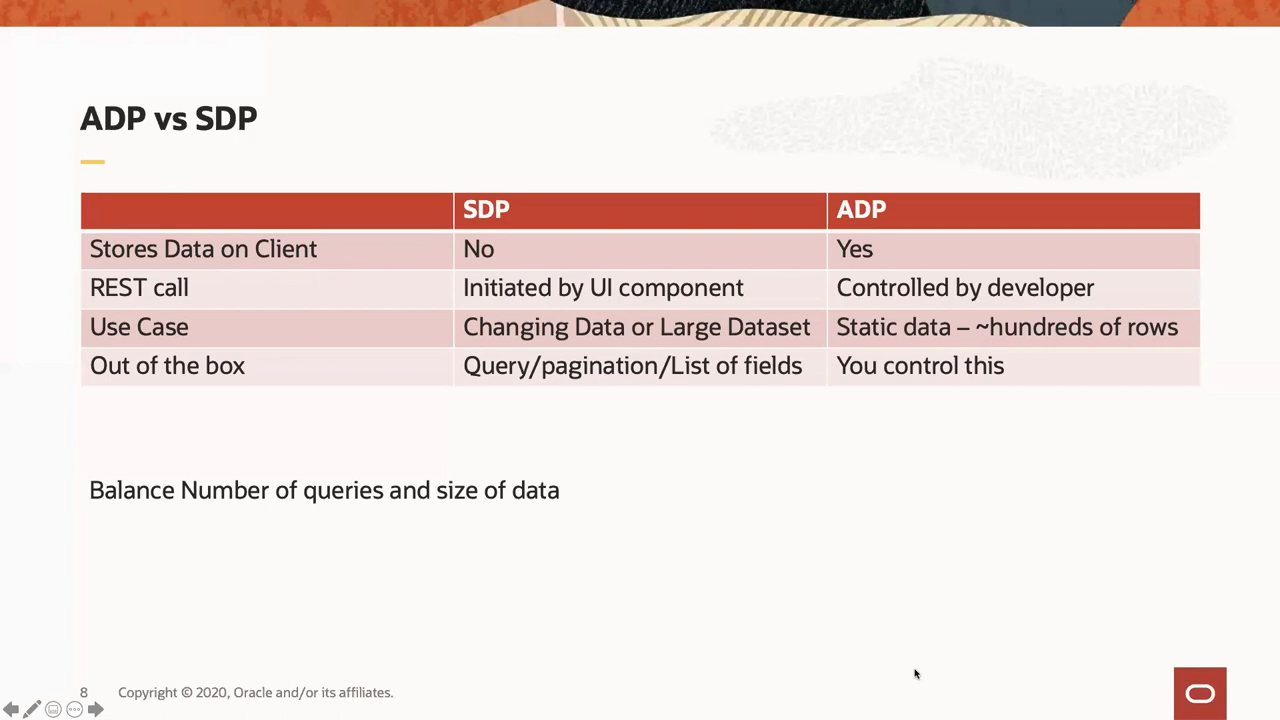 ADP vs SDP
SDP ADP
Stores Data on Client No Yes
REST call Initiated by UI component Controlled by developer
Use Case Changing Data or Large Dataset Static data – ~hundreds of rows
Out of the box Query/pagination/List of fields You control this
Balance Number of queries and size of data
8 Copyright © 2020, Oracle and/or its affiliates.